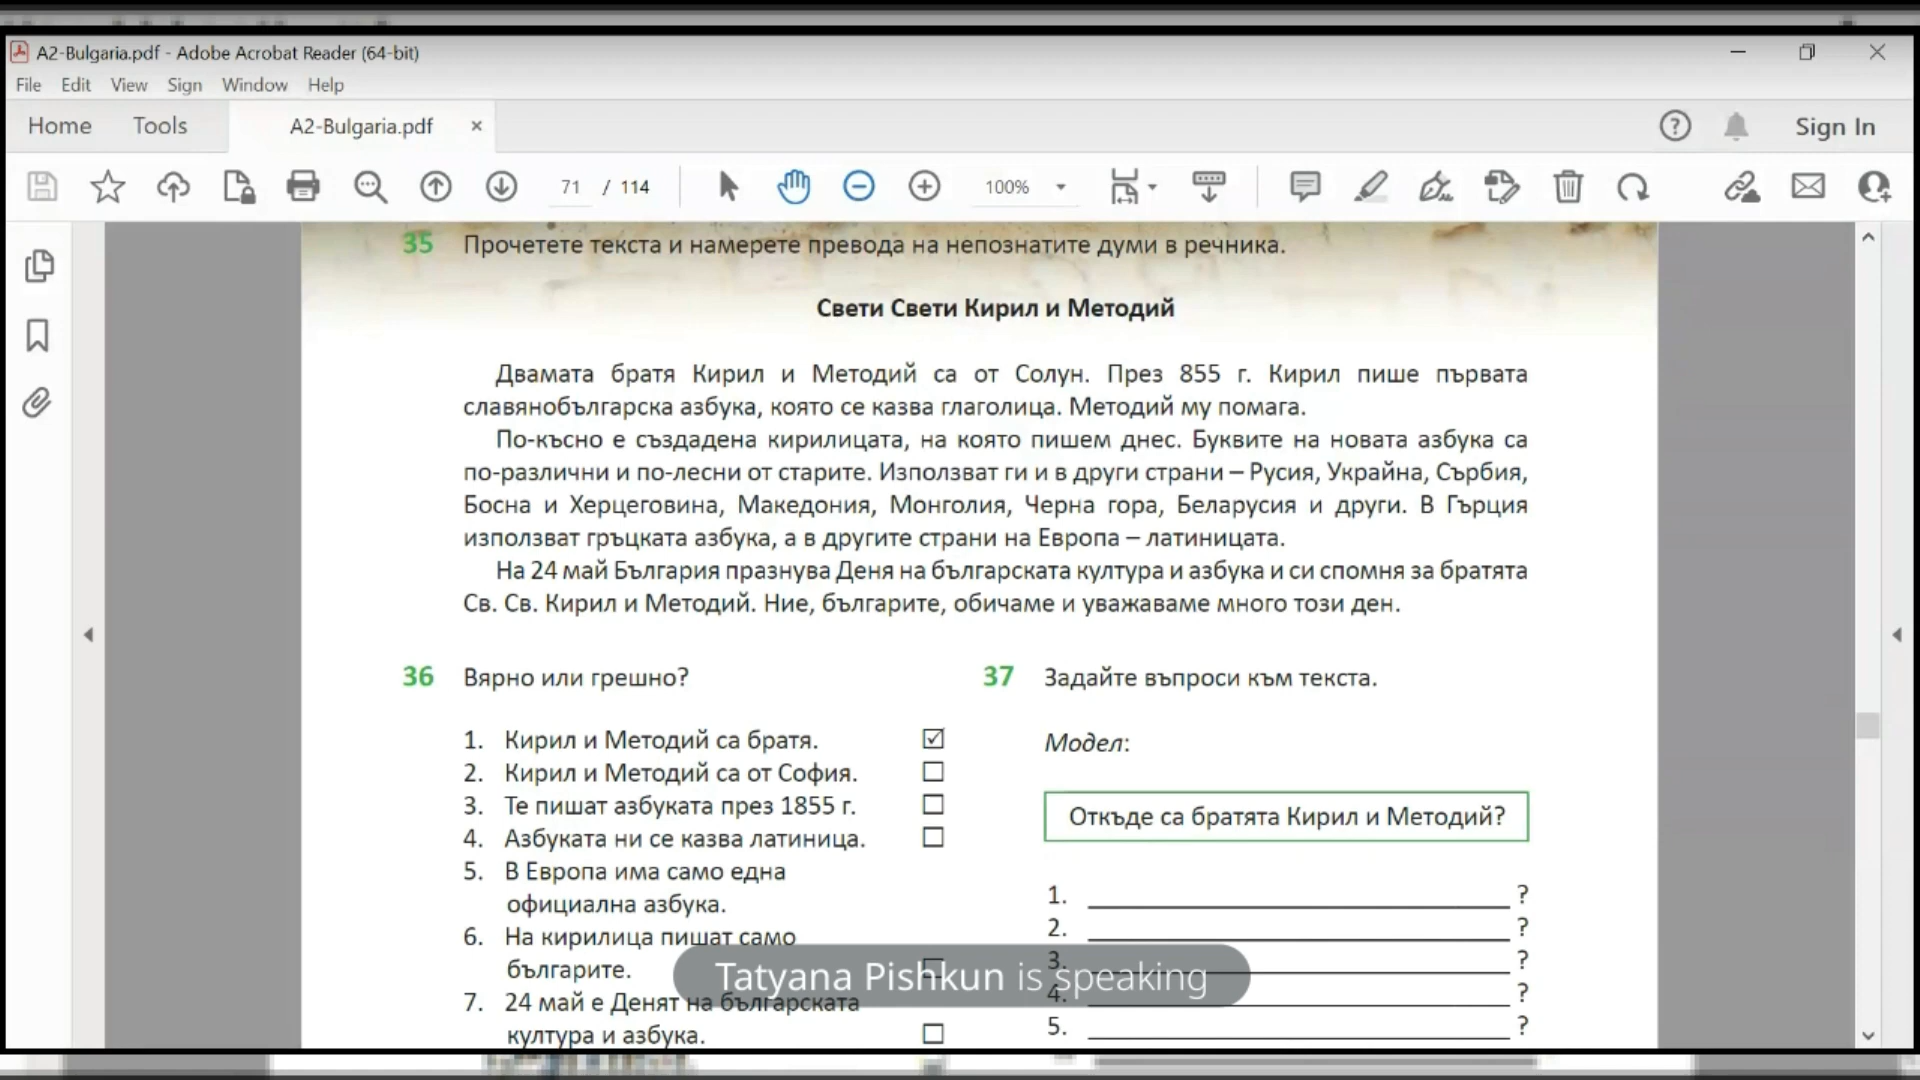 A2-Bulgaria.pdf - Adobe Acrobat Reader (64-bit)
File Edit View Sign Window Help
Home Tools A2-Bulgaria.pdf × Sign In
71 / 114 100%
35 Прочетете текста и намерете превода на непознатите думи в речника.
Свети Свети Кирил и Методий
Двамата братя Кирил и Методий са от Солун. През 855 г. Кирил пише първата
славянобългарска азбука, която се казва глаголица. Методий му помага.
По-късно е създадена кирилицата, на която пишем днес. Буквите на новата азбука са
по-различни и по-лесни от старите. Използват ги и в други страни – Русия, Украйна, Сърбия,
Босна и Херцеговина, Македония, Монголия, Черна гора, Беларусия и други. В Гърция
използват гръцката азбука, а в другите страни на Европа – латиницата.
На 24 май България празнува Деня на българската култура и азбука и си спомня за братята
Св. Св. Кирил и Методий. Ние, българите, обичаме и уважаваме много този ден.
36 Вярно или грешно?
1. Кирил и Методий са братя. ☑
2. Кирил и Методий са от София. ☐
3. Те пишат азбуката през 1855 г. ☐
4. Азбуката ни се казва латиница. ☐
5. В Европа има само една
официална азбука.
6. На кирилица пишат само
българите.
7. 24 май е Денят на българската
култура и азбука. ☐
37 Задайте въпроси към текста.
Модел:
Откъде са братята Кирил и Методий?
1. ?
2. ?
3. ?
4. ?
5. ?
Tatyana Pishkun is speaking